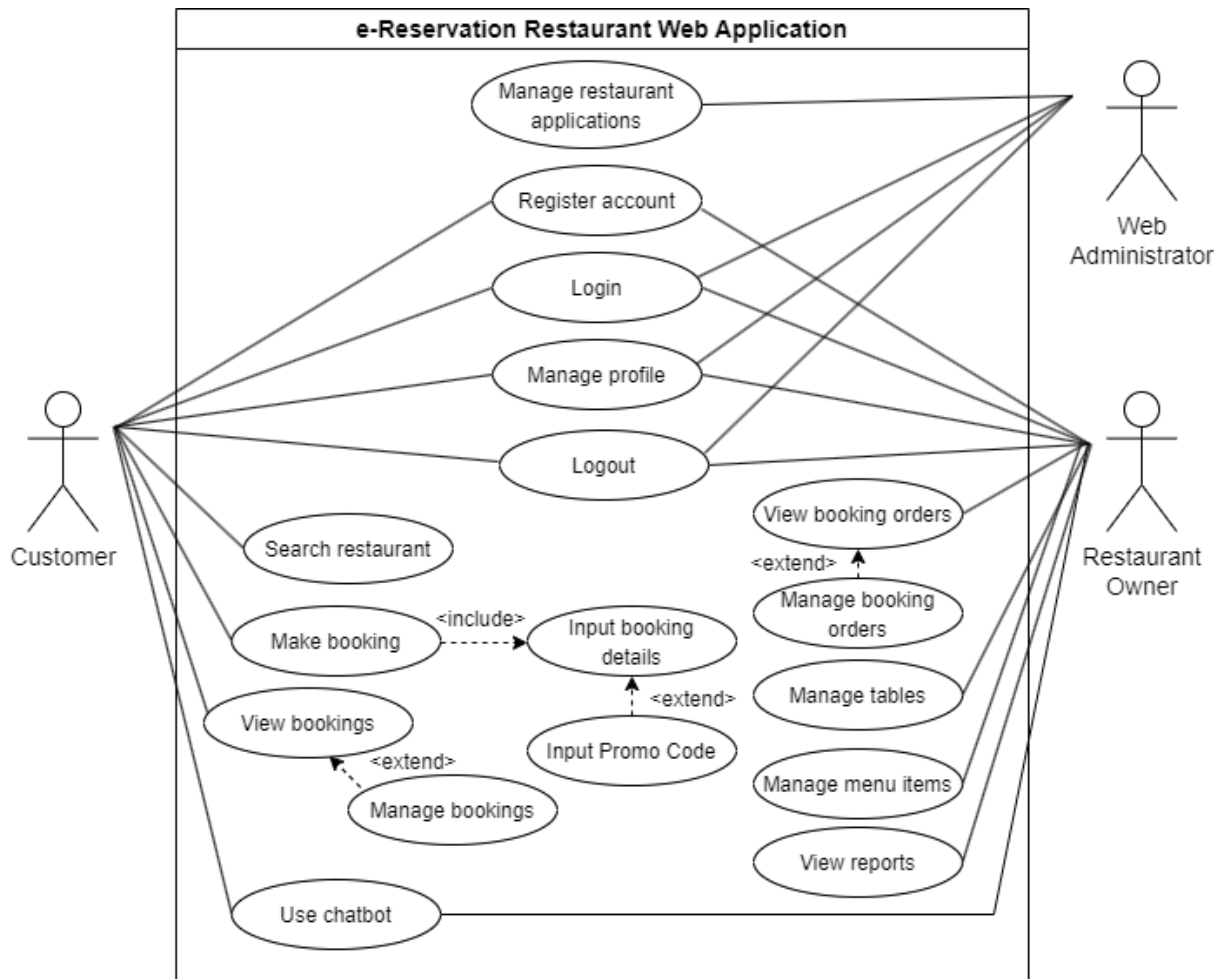 e-Reservation Restaurant Web Application
Manage restaurant
applications
Register account
Login
Manage profile
Logout
Web
Administrator
Customer
Restaurant
Owner
Search restaurant
View booking orders
<extend>
Manage booking
orders
Make booking
<include>
Input booking
details
<extend>
Input Promo Code
View bookings
<extend>
Manage bookings
Manage tables
Manage menu items
View reports
Use chatbot